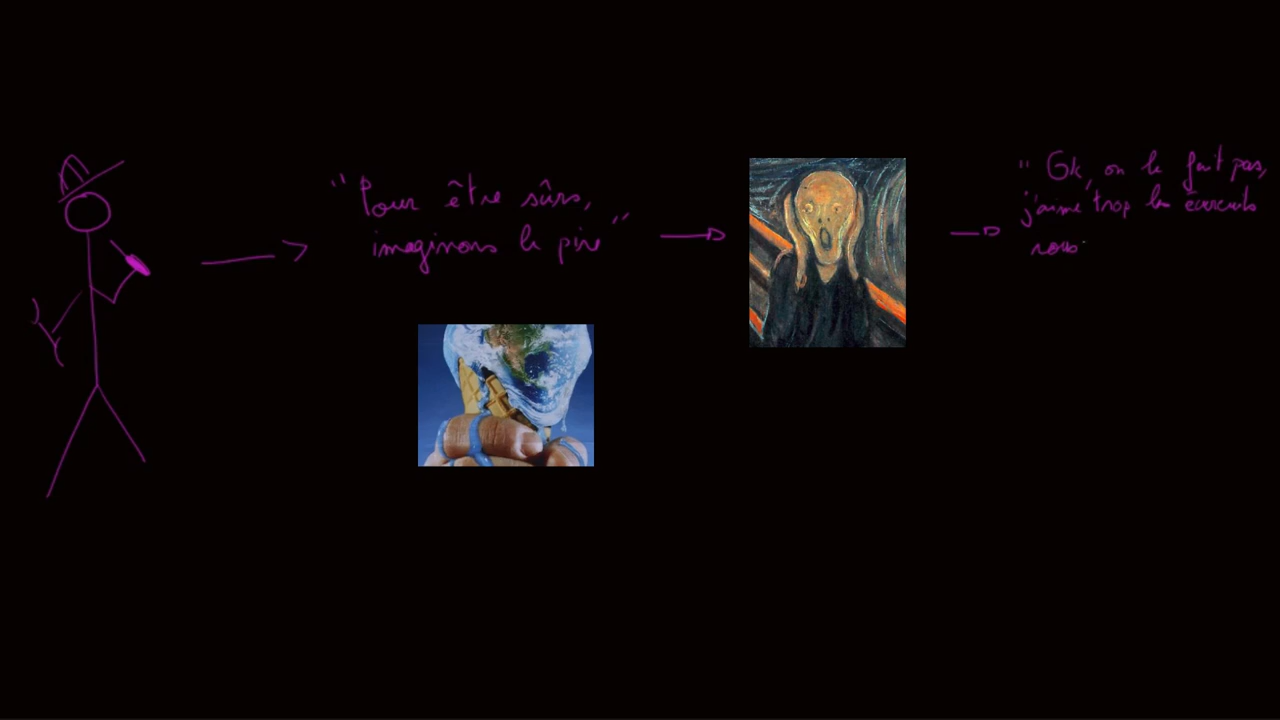 "Pour être sûrs,
imaginons le pire"
"Ok, on le fait pas,
j'aime trop les écureuils
roux